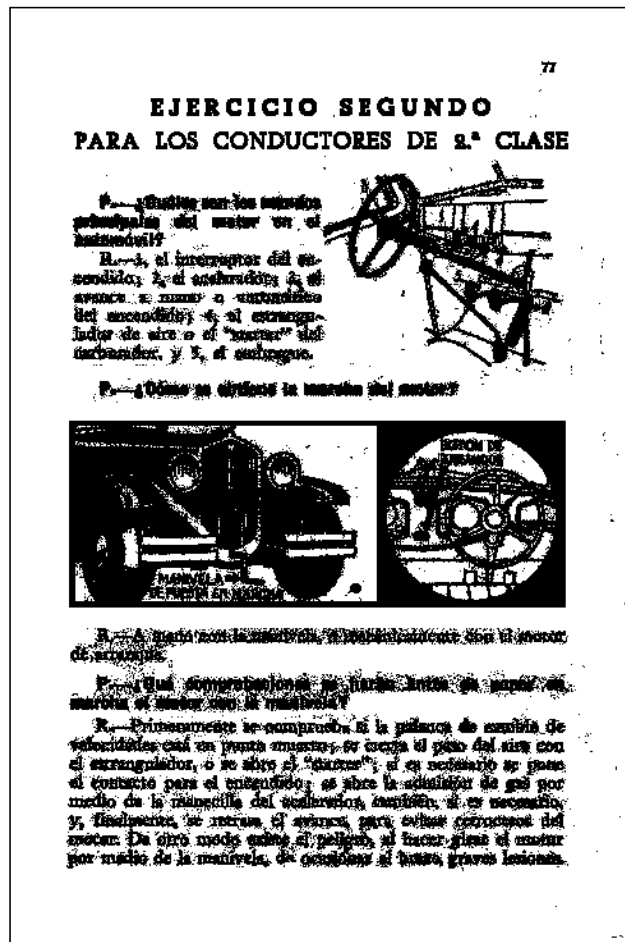 77
EJERCICIO SEGUNDO
PARA LOS CONDUCTORES DE 2.ª CLASE
P.—¿Cuáles son los mandos
principales del motor en el
automóvil?
R.—1, el interruptor del en-
cendido; 2, el acelerador; 3, el
avance a mano o automático
del encendido; 4, el estrangu-
lador de aire o el "starter" del
carburador, y 5, el embrague.
P.—¿Cómo se obtiene la marcha del motor?
BOTON DE
ARRANQUE
MANIVELA
DE PUESTA EN MARCHA
R.—A mano con la manivela, o mecánicamente con el motor
de arranque.
P.—¿Qué comprobaciones se harán antes de poner en
marcha el motor con la manivela?
R.—Primeramente se comprueba si la palanca de cambio de
velocidades está en punto muerto; se cierra el paso del aire con
el estrangulador, o se abre el "starter", si es necesario se pone
el contacto para el encendido; se abre la admisión de gas por
medio de la manecilla del acelerador, también, si es necesario,
y, finalmente, se retrasa el avance, para evitar retrocesos del
motor. De otro modo existe el peligro, al hacer girar el motor
por medio de la manivela, de ocasionar al brazo graves lesiones.